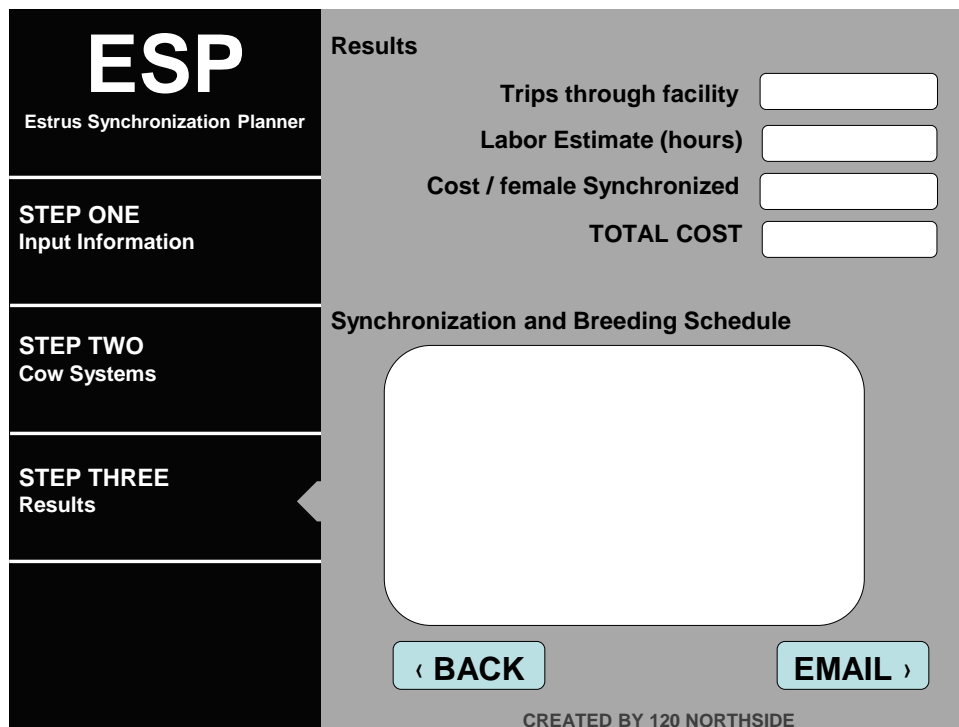 ESP
Estrus Synchronization Planner
STEP ONE
Input Information
STEP TWO
Cow Systems
STEP THREE
Results
Results
Trips through facility
Labor Estimate (hours)
Cost / female Synchronized
TOTAL COST
Synchronization and Breeding Schedule
‹ BACK
EMAIL ›
CREATED BY 120 NORTHSIDE